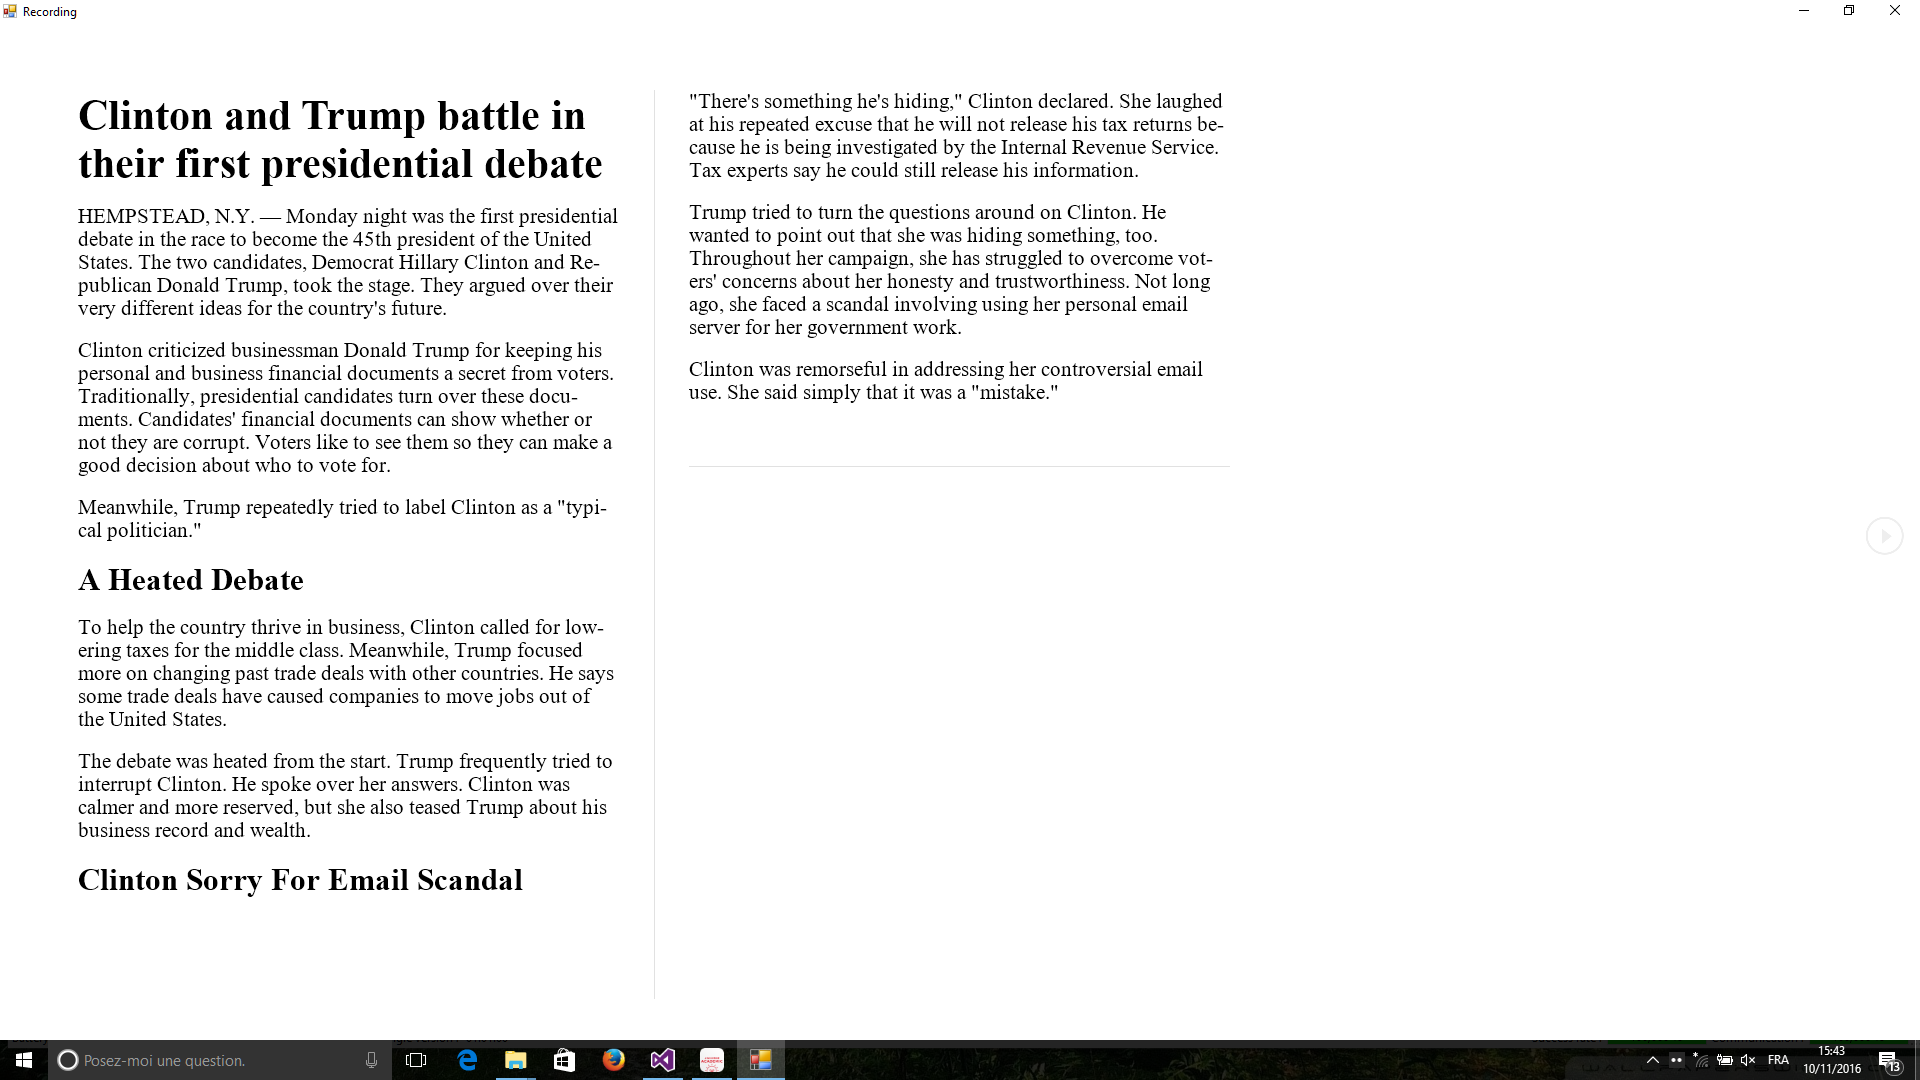 Recording
Clinton and Trump battle in
their first presidential debate
HEMPSTEAD, N.Y. — Monday night was the first presidential
debate in the race to become the 45th president of the United
States. The two candidates, Democrat Hillary Clinton and Re-
publican Donald Trump, took the stage. They argued over their
very different ideas for the country's future.
Clinton criticized businessman Donald Trump for keeping his
personal and business financial documents a secret from voters.
Traditionally, presidential candidates turn over these docu-
ments. Candidates' financial documents can show whether or
not they are corrupt. Voters like to see them so they can make a
good decision about who to vote for.
Meanwhile, Trump repeatedly tried to label Clinton as a "typi-
cal politician."
A Heated Debate
To help the country thrive in business, Clinton called for low-
ering taxes for the middle class. Meanwhile, Trump focused
more on changing past trade deals with other countries. He says
some trade deals have caused companies to move jobs out of
the United States.
The debate was heated from the start. Trump frequently tried to
interrupt Clinton. He spoke over her answers. Clinton was
calmer and more reserved, but she also teased Trump about his
business record and wealth.
Clinton Sorry For Email Scandal
"There's something he's hiding," Clinton declared. She laughed
at his repeated excuse that he will not release his tax returns be-
cause he is being investigated by the Internal Revenue Service.
Tax experts say he could still release his information.
Trump tried to turn the questions around on Clinton. He
wanted to point out that she was hiding something, too.
Throughout her campaign, she has struggled to overcome vot-
ers' concerns about her honesty and trustworthiness. Not long
ago, she faced a scandal involving using her personal email
server for her government work.
Clinton was remorseful in addressing her controversial email
use. She said simply that it was a "mistake."
Posez-moi une question.
FRA
15:43
10/11/2016
13